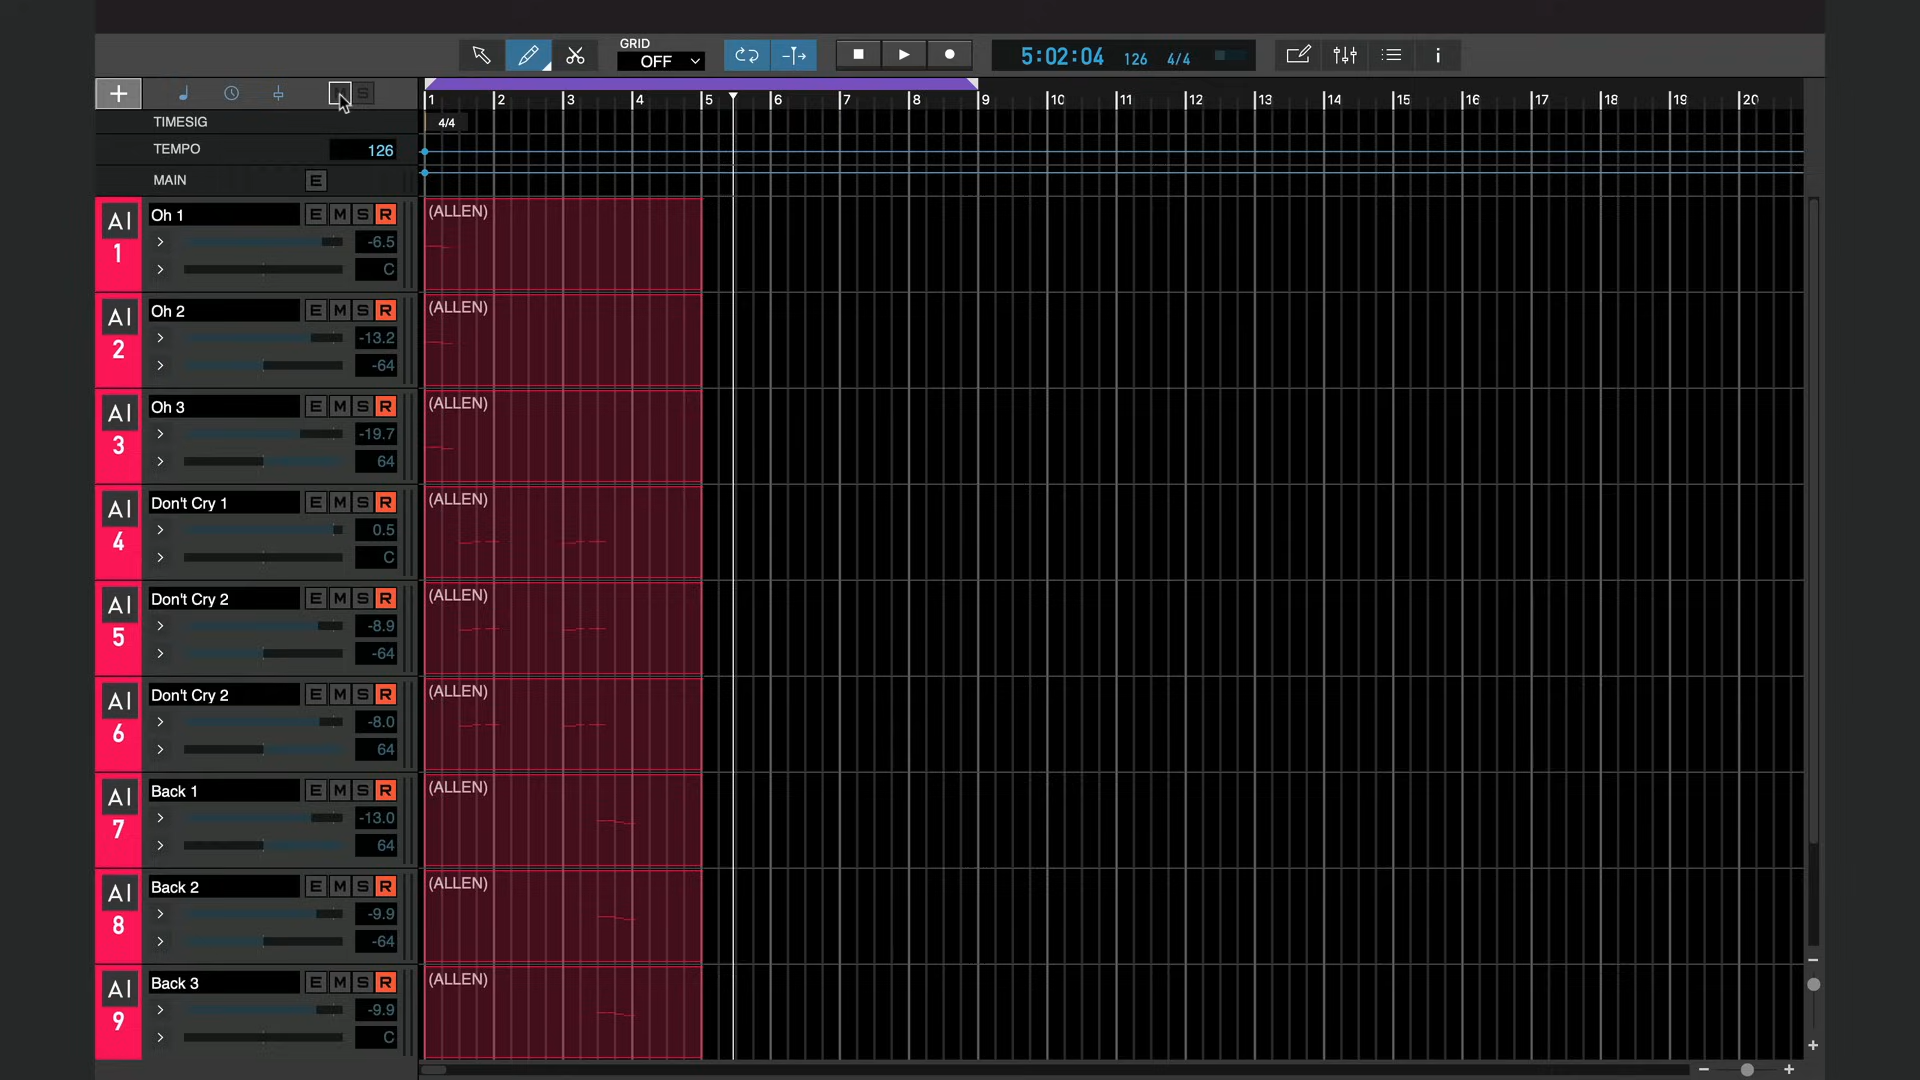 GRID
OFF
5:02:04 126 4/4
S
1 2 3 4 5 6 7 8 9 10 11 12 13 14 15 16 17 18 19 20
TIMESIG 4/4
TEMPO 126
MAIN E
AI 1 Oh 1 E M S R (ALLEN)
-6.5
C
AI 2 Oh 2 E M S R (ALLEN)
-13.2
-64
AI 3 Oh 3 E M S R (ALLEN)
-19.7
64
AI 4 Don't Cry 1 E M S R (ALLEN)
0.5
C
AI 5 Don't Cry 2 E M S R (ALLEN)
-8.9
-64
AI 6 Don't Cry 2 E M S R (ALLEN)
-8.0
64
AI 7 Back 1 E M S R (ALLEN)
-13.0
64
AI 8 Back 2 E M S R (ALLEN)
-9.9
-64
AI 9 Back 3 E M S R (ALLEN)
-9.9
C